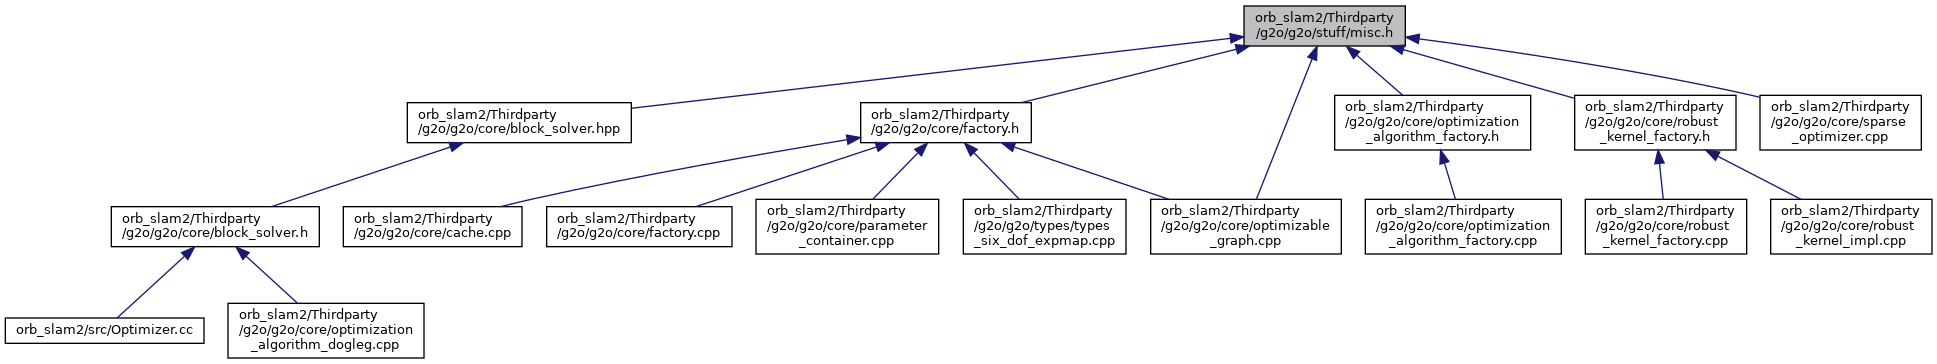 orb_slam2/Thirdparty
/g2o/g2o/stuff/misc.h
orb_slam2/Thirdparty
/g2o/g2o/core/block_solver.hpp
orb_slam2/Thirdparty
/g2o/g2o/core/factory.h
orb_slam2/Thirdparty
/g2o/g2o/core/optimization
_algorithm_factory.h
orb_slam2/Thirdparty
/g2o/g2o/core/robust
_kernel_factory.h
orb_slam2/Thirdparty
/g2o/g2o/core/sparse
_optimizer.cpp
orb_slam2/Thirdparty
/g2o/g2o/core/block_solver.h
orb_slam2/Thirdparty
/g2o/g2o/core/cache.cpp
orb_slam2/Thirdparty
/g2o/g2o/core/factory.cpp
orb_slam2/Thirdparty
/g2o/g2o/core/parameter
_container.cpp
orb_slam2/Thirdparty
/g2o/g2o/types/types
_six_dof_expmap.cpp
orb_slam2/Thirdparty
/g2o/g2o/core/optimizable
_graph.cpp
orb_slam2/Thirdparty
/g2o/g2o/core/optimization
_algorithm_factory.cpp
orb_slam2/Thirdparty
/g2o/g2o/core/robust
_kernel_factory.cpp
orb_slam2/Thirdparty
/g2o/g2o/core/robust
_kernel_impl.cpp
orb_slam2/src/Optimizer.cc
orb_slam2/Thirdparty
/g2o/g2o/core/optimization
_algorithm_dogleg.cpp